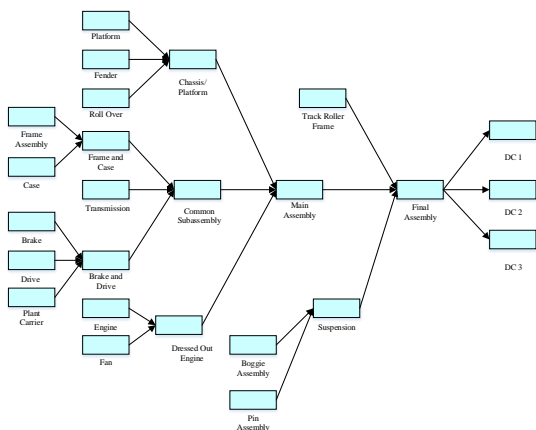 Platform
Fender
Roll Over
Chassis/
Platform
Frame
Assembly
Case
Frame and
Case
Transmission
Common
Subassembly
Brake
Drive
Plant
Carrier
Brake and
Drive
Engine
Fan
Dressed Out
Engine
Main
Assembly
Track Roller
Frame
Boggie
Assembly
Pin
Assembly
Suspension
Final
Assembly
DC 1
DC 2
DC 3